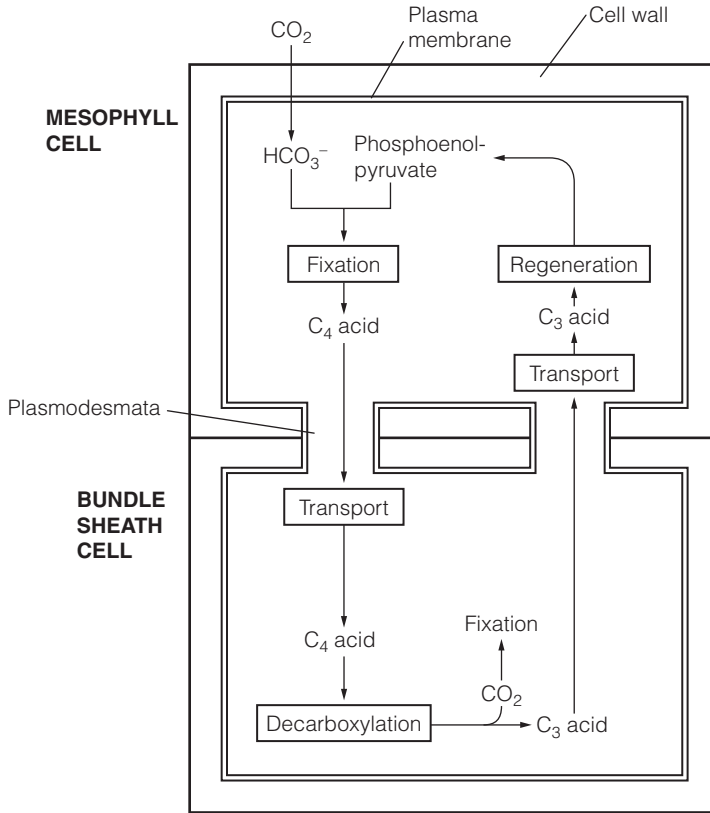 CO₂
Plasma
membrane
Cell wall
MESOPHYLL
CELL
HCO₃⁻
Phosphoenol-
pyruvate
Fixation
Regeneration
C₄ acid
C₃ acid
Transport
Plasmodesmata
BUNDLE
SHEATH
CELL
Transport
C₄ acid
Fixation
CO₂
Decarboxylation
C₃ acid